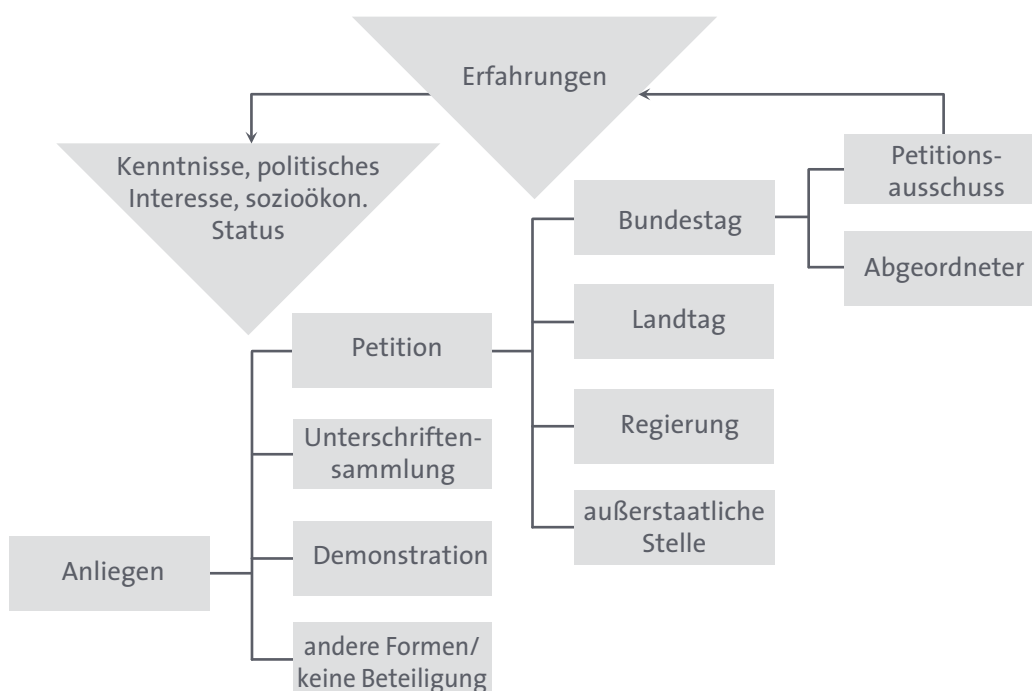 Erfahrungen
Kenntnisse, politisches
Interesse, sozioökon.
Status
Petitions-
ausschuss
Bundestag
Abgeordneter
Landtag
Petition
Regierung
Unterschriften-
sammlung
außerstaatliche
Stelle
Demonstration
Anliegen
andere Formen/
keine Beteiligung